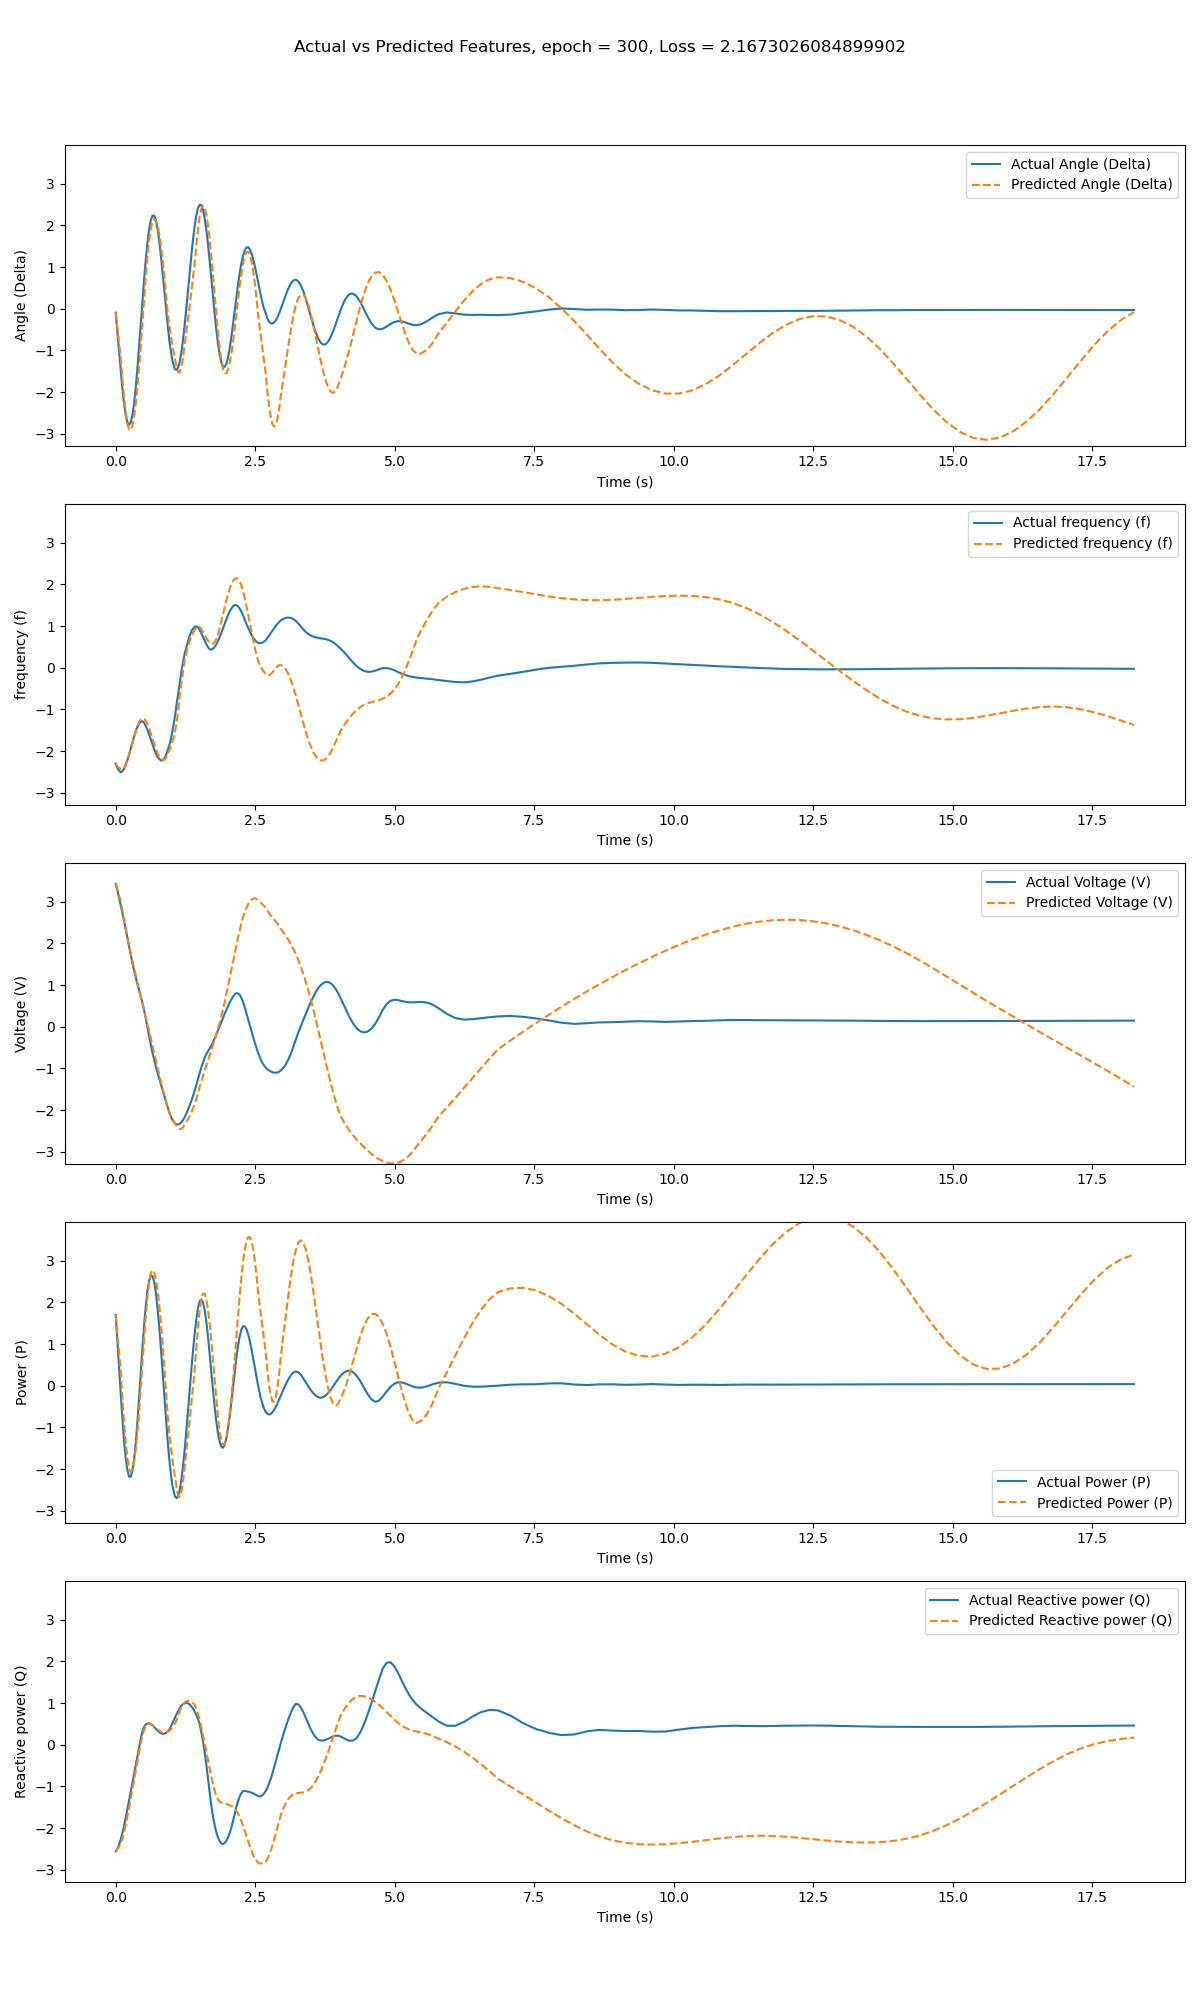 Actual vs Predicted Features, epoch = 300, Loss = 2.1673026084899902
Actual Angle (Delta)
Predicted Angle (Delta)
Angle (Delta)
3
2
1
0
−1
−2
−3
0.0 2.5 5.0 7.5 10.0 12.5 15.0 17.5
Time (s)
Actual frequency (f)
Predicted frequency (f)
frequency (f)
3
2
1
0
−1
−2
−3
0.0 2.5 5.0 7.5 10.0 12.5 15.0 17.5
Time (s)
Actual Voltage (V)
Predicted Voltage (V)
Voltage (V)
3
2
1
0
−1
−2
−3
0.0 2.5 5.0 7.5 10.0 12.5 15.0 17.5
Time (s)
Power (P)
3
2
1
0
−1
−2
−3
Actual Power (P)
Predicted Power (P)
0.0 2.5 5.0 7.5 10.0 12.5 15.0 17.5
Time (s)
Actual Reactive power (Q)
Predicted Reactive power (Q)
Reactive power (Q)
3
2
1
0
−1
−2
−3
0.0 2.5 5.0 7.5 10.0 12.5 15.0 17.5
Time (s)